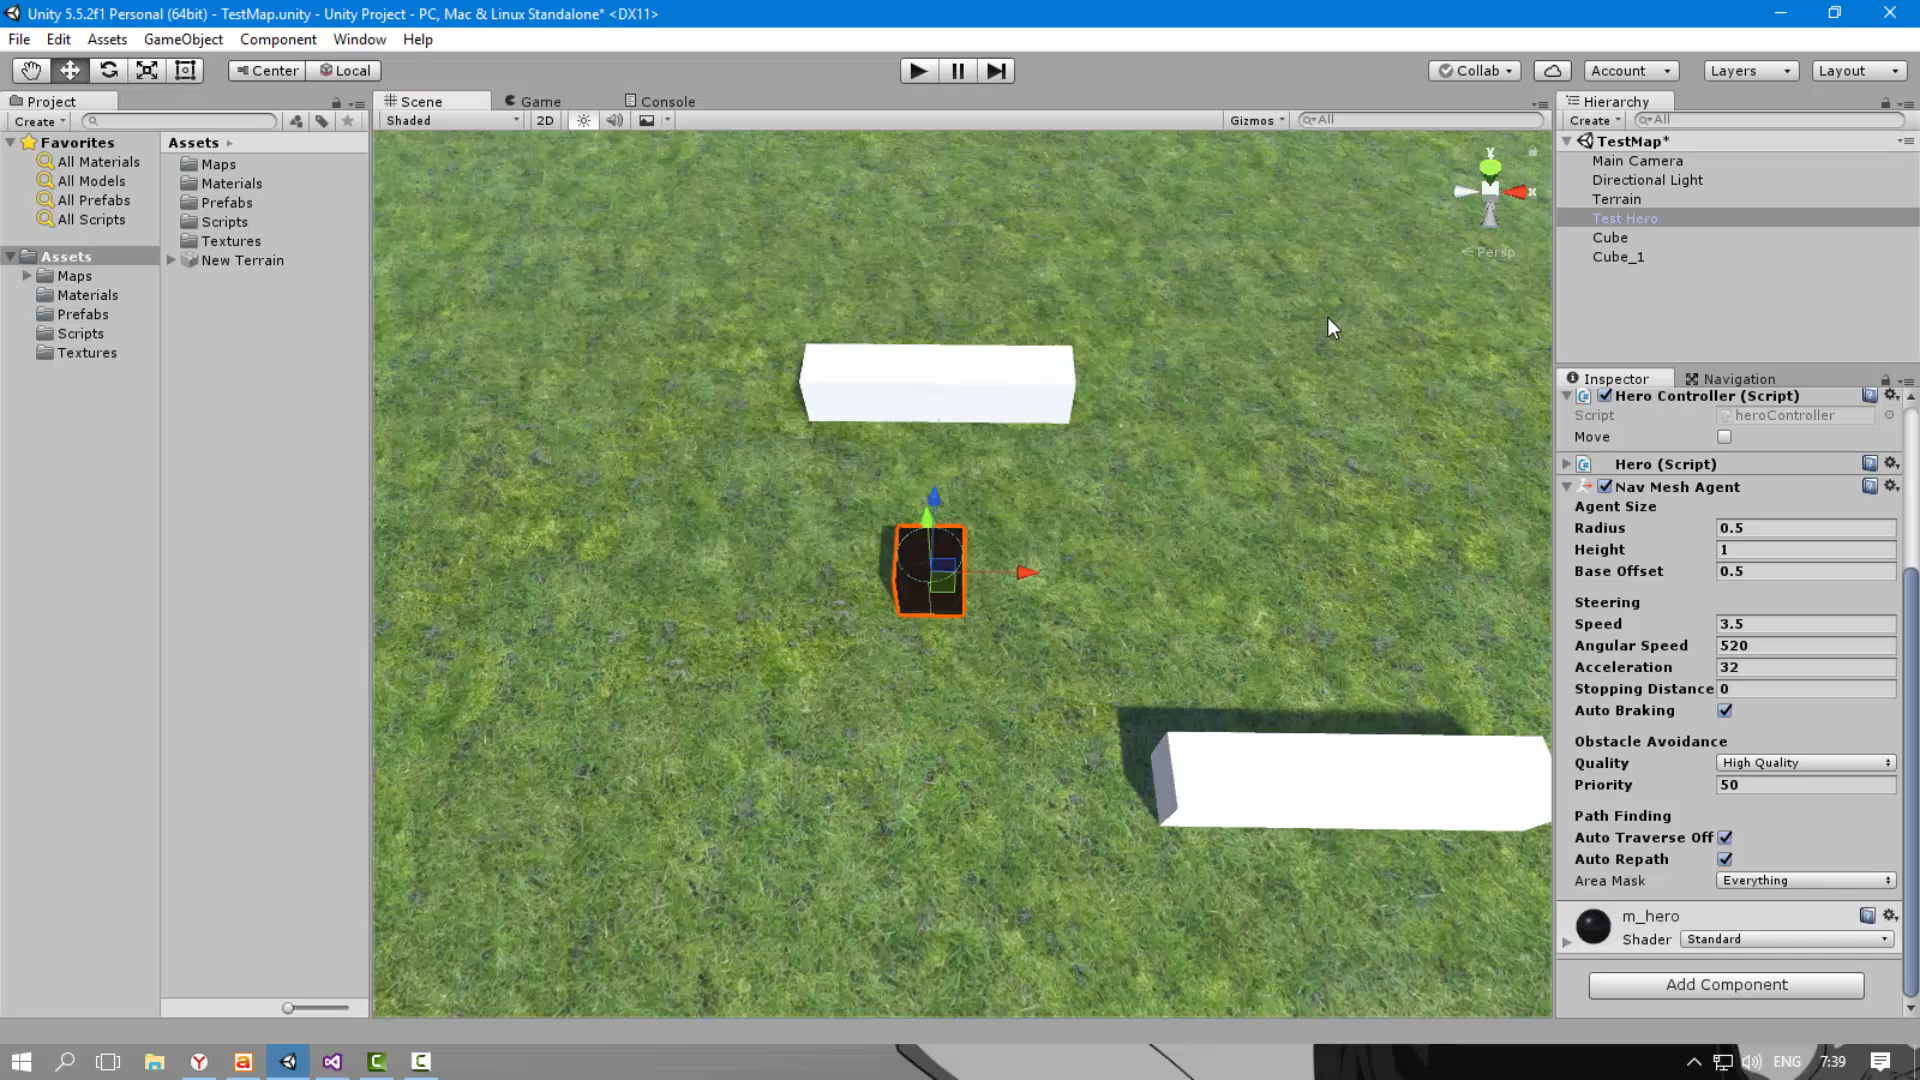 Unity 5.5.2f1 Personal (64bit) - TestMap.unity - Unity Project - PC, Mac & Linux Standalone* <DX11>
File Edit Assets GameObject Component Window Help
Center Local Collab Account Layers Layout
Project
Create
Favorites
All Materials
All Models
All Prefabs
All Scripts
Assets
Maps
Materials
Prefabs
Scripts
Textures
Assets
Maps
Materials
Prefabs
Scripts
Textures
New Terrain
Scene Game Console
Shaded 2D Gizmos All
y
x
Persp
Hierarchy
Create All
TestMap*
Main Camera
Directional Light
Terrain
Test Hero
Cube
Cube_1
Inspector Navigation
Hero Controller (Script)
Script heroController
Move
Hero (Script)
Nav Mesh Agent
Agent Size
Radius 0.5
Height 1
Base Offset 0.5
Steering
Speed 3.5
Angular Speed 520
Acceleration 32
Stopping Distance 0
Auto Braking
Obstacle Avoidance
Quality High Quality
Priority 50
Path Finding
Auto Traverse Off
Auto Repath
Area Mask Everything
m_hero
Shader Standard
Add Component
ENG 7:39